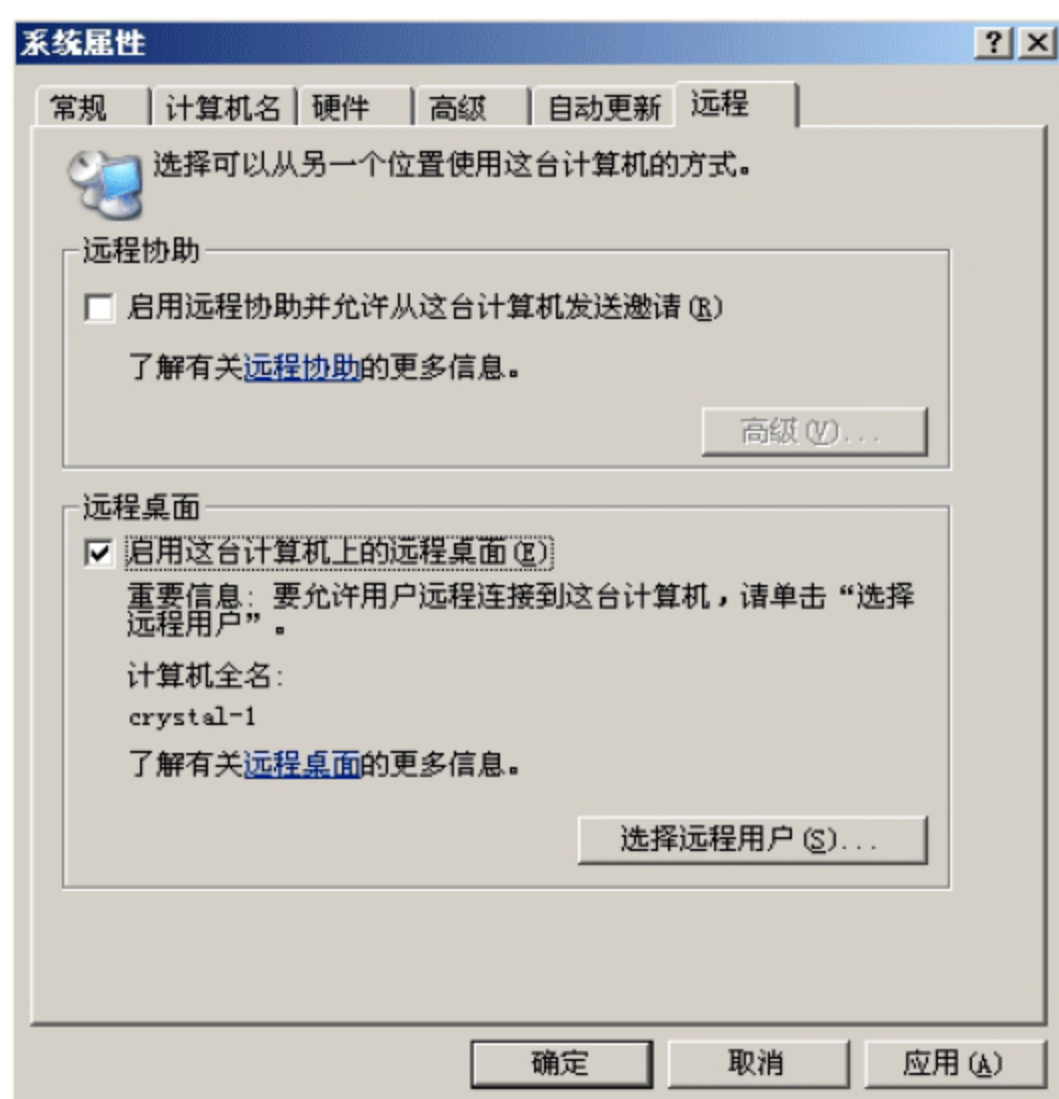 系统属性
常规 计算机名 硬件 高级 自动更新 远程
选择可以从另一个位置使用这台计算机的方式。
远程协助
启用远程协助并允许从这台计算机发送邀请(R)
了解有关远程协助的更多信息。
高级(V)...
远程桌面
启用这台计算机上的远程桌面(E)
重要信息: 要允许用户远程连接到这台计算机，请单击“选择
远程用户”。
计算机全名:
crystal-1
了解有关远程桌面的更多信息。
选择远程用户(S)...
确定 取消 应用(A)